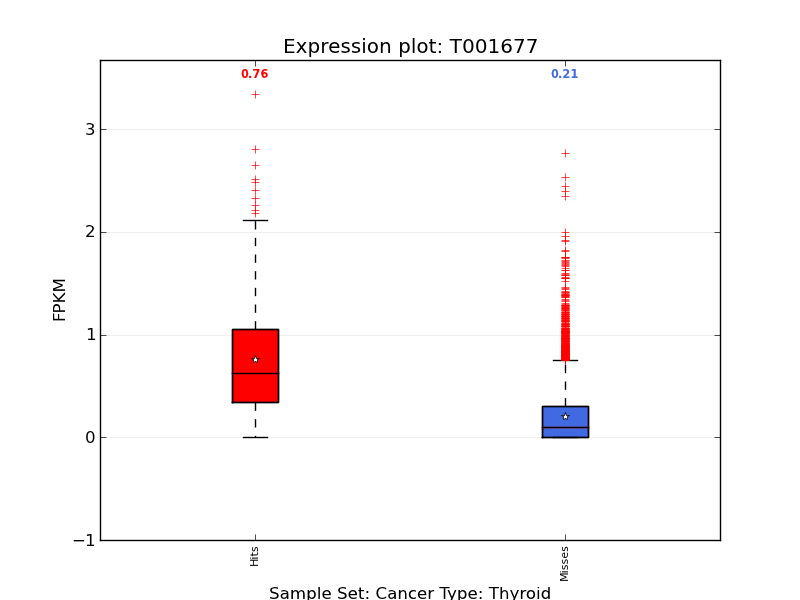 Expression plot: T001677
0.76
0.21
3
2
1
0
−1
FPKM
Hits
Misses
Sample Set: Cancer Type: Thyroid